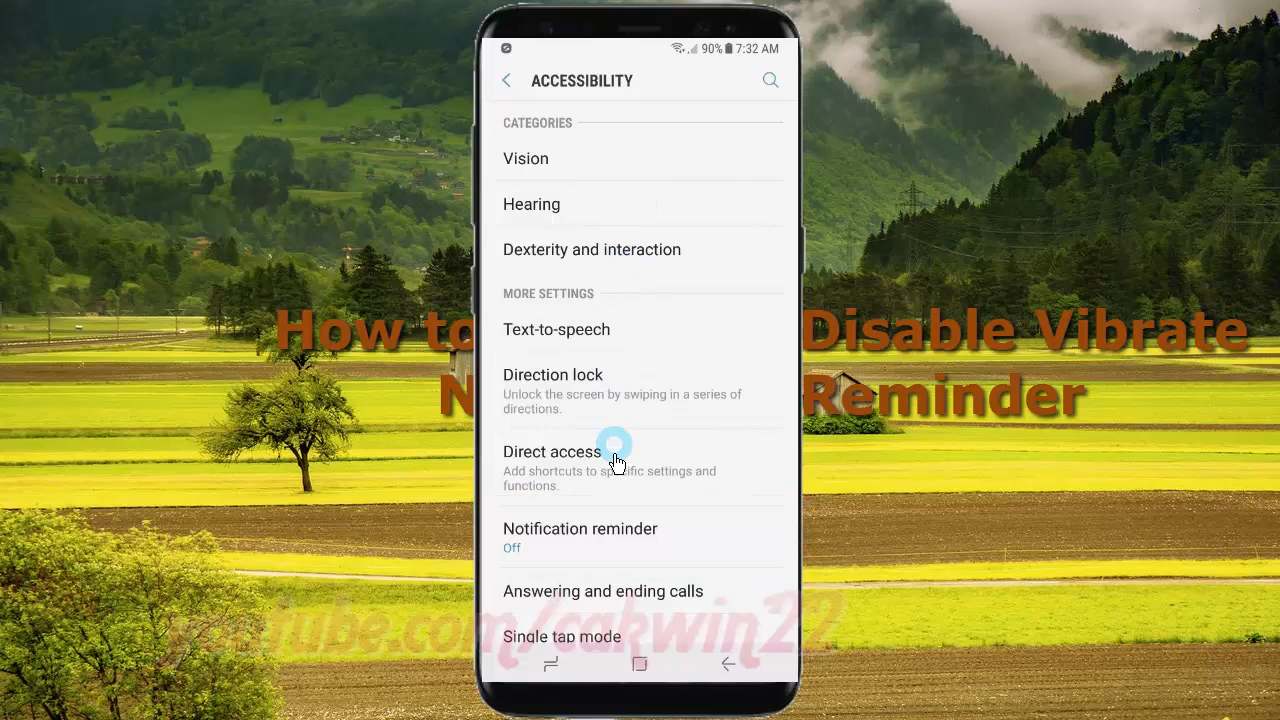 90% 7:32 AM
ACCESSIBILITY
CATEGORIES
Vision
Hearing
Dexterity and interaction
MORE SETTINGS
Text-to-speech
How to Disable Vibrate
Direction lock
Unlock the screen by swiping in a series of
directions.
N Reminder
Direct access
Add shortcuts to specific settings and
functions.
Notification reminder
Off
Answering and ending calls
youtube.com/cakwin22
Single tap mode